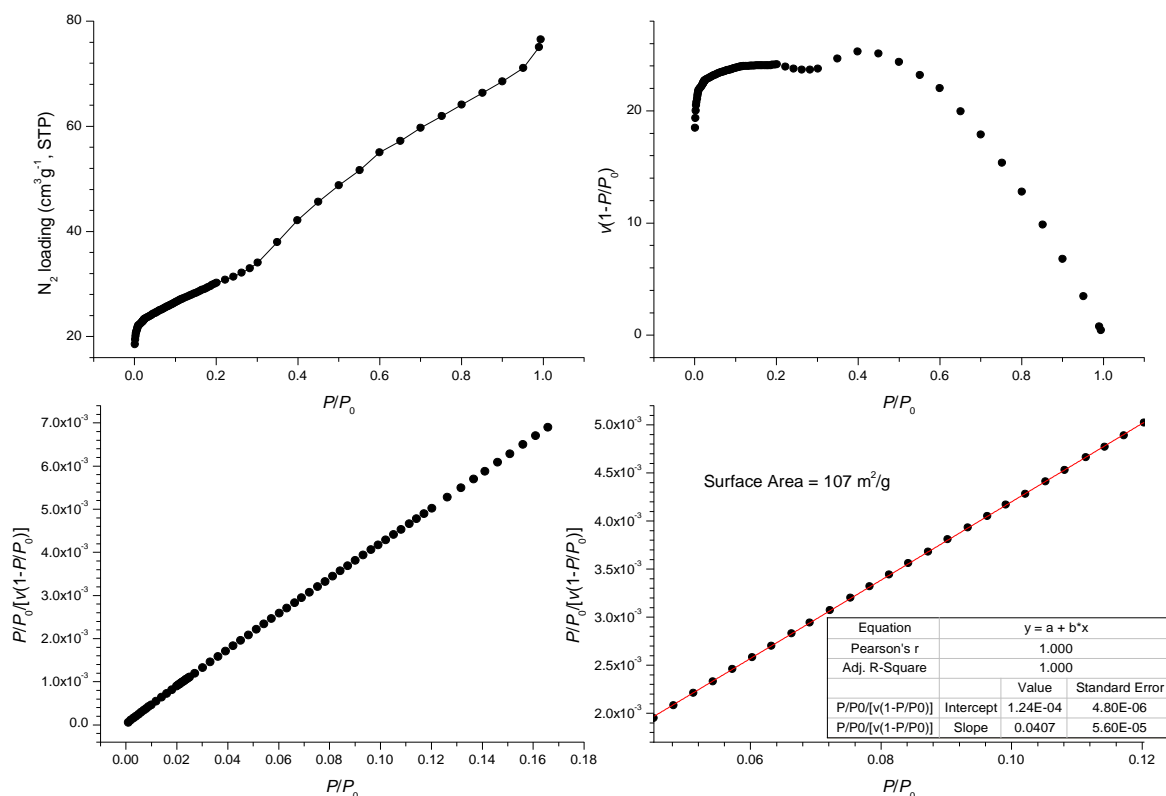 80
60
40
20
N₂ loading (cm³g⁻¹, STP)
0.0 0.2 0.4 0.6 0.8 1.0
P/P₀
20
10
0
v(1-P/P₀)
0.0 0.2 0.4 0.6 0.8 1.0
P/P₀
7.0x10⁻³
6.0x10⁻³
5.0x10⁻³
4.0x10⁻³
3.0x10⁻³
2.0x10⁻³
1.0x10⁻³
0.0
P/P₀/[v(1-P/P₀)]
0.00 0.02 0.04 0.06 0.08 0.10 0.12 0.14 0.16 0.18
P/P₀
5.0x10⁻³
4.5x10⁻³
4.0x10⁻³
3.5x10⁻³
3.0x10⁻³
2.5x10⁻³
2.0x10⁻³
P/P₀/[v(1-P/P₀)]
Surface Area = 107 m²/g
Equation y = a + b*x
Pearson's r 1.000
Adj. R-Square 1.000
Value Standard Error
P/P0/[v(1-P/P0)] Intercept 1.24E-04 4.80E-06
P/P0/[v(1-P/P0)] Slope 0.0407 5.60E-05
0.06 0.08 0.10 0.12
P/P₀